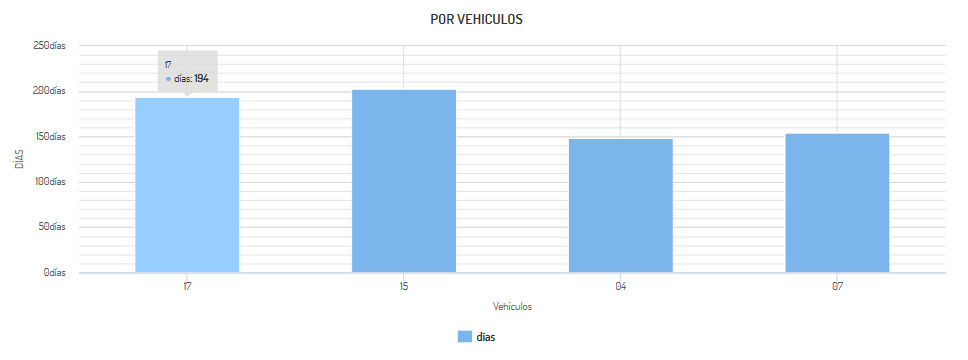 POR VEHICULOS
250días
200días
150días
100días
50días
0días
DÍAS
17
días: 194
17
15
04
07
Vehiculos
días